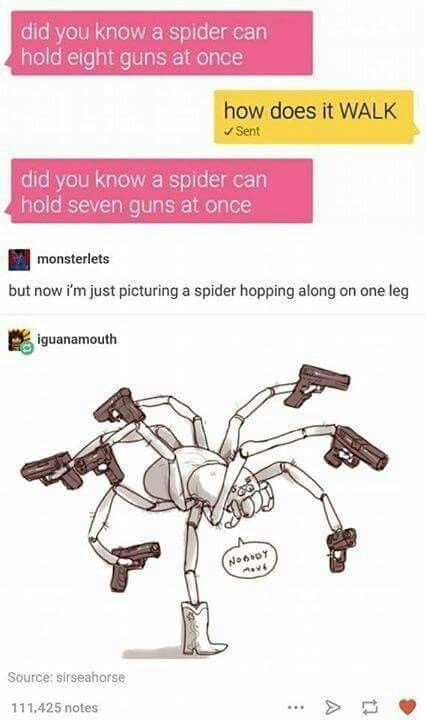 did you know a spider can
hold eight guns at once
how does it WALK
✓ Sent
did you know a spider can
hold seven guns at once
monsterlets
but now i'm just picturing a spider hopping along on one leg
iguanamouth
NOBODY
MOVE
Source: sirseahorse
111,425 notes